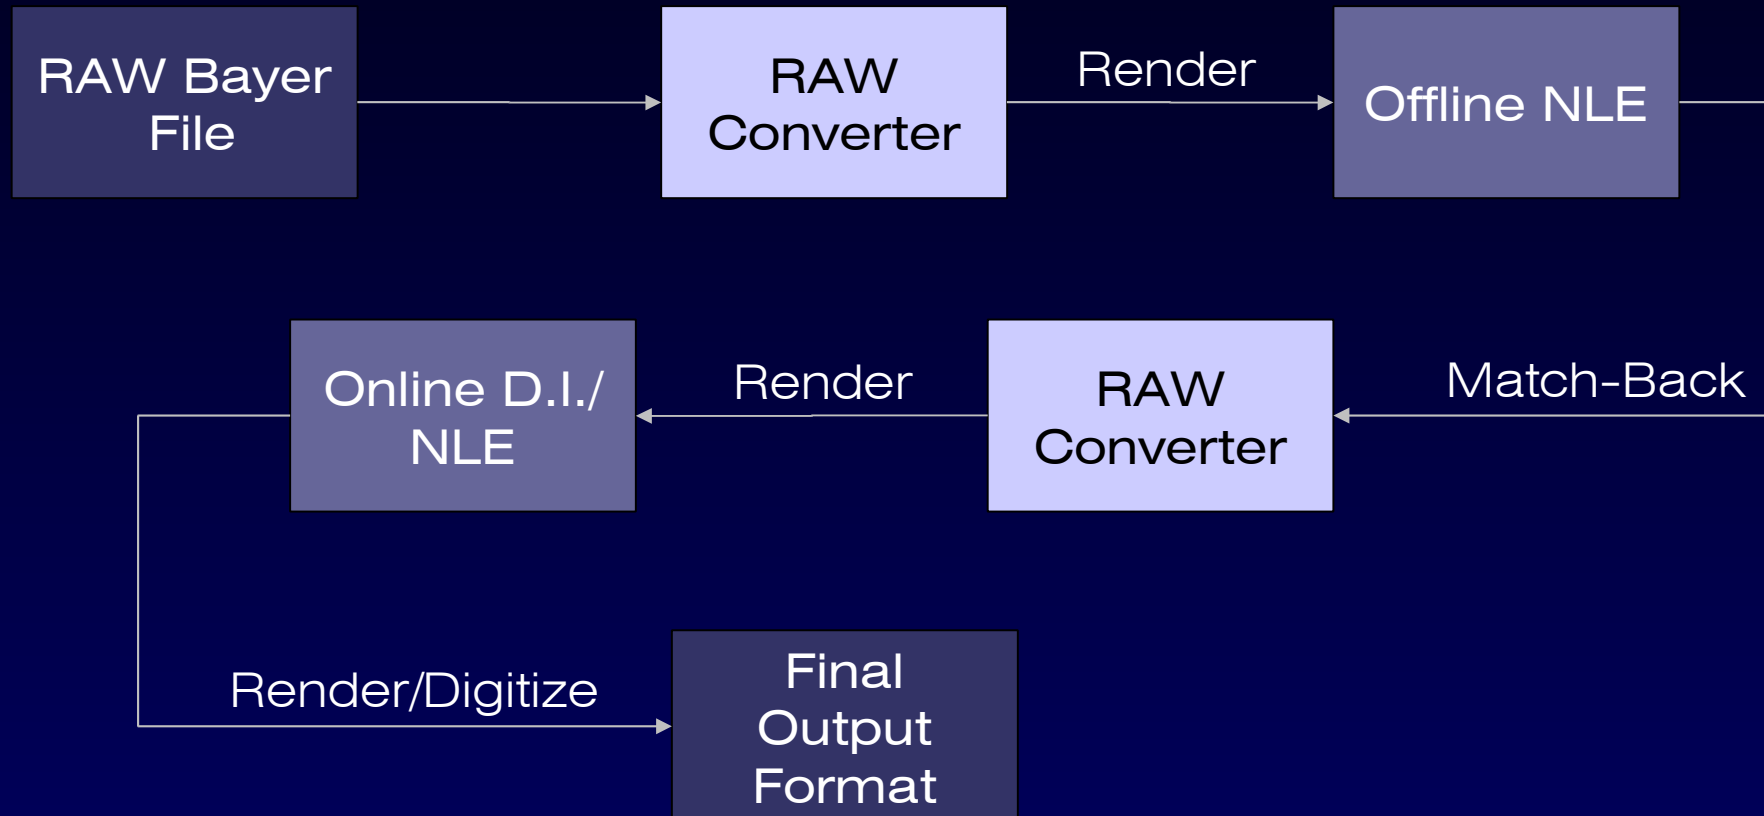 RAW Bayer
File
RAW
Converter
Render
Offline NLE
Online D.I./
NLE
Render
RAW
Converter
Match-Back
Render/Digitize
Final
Output
Format